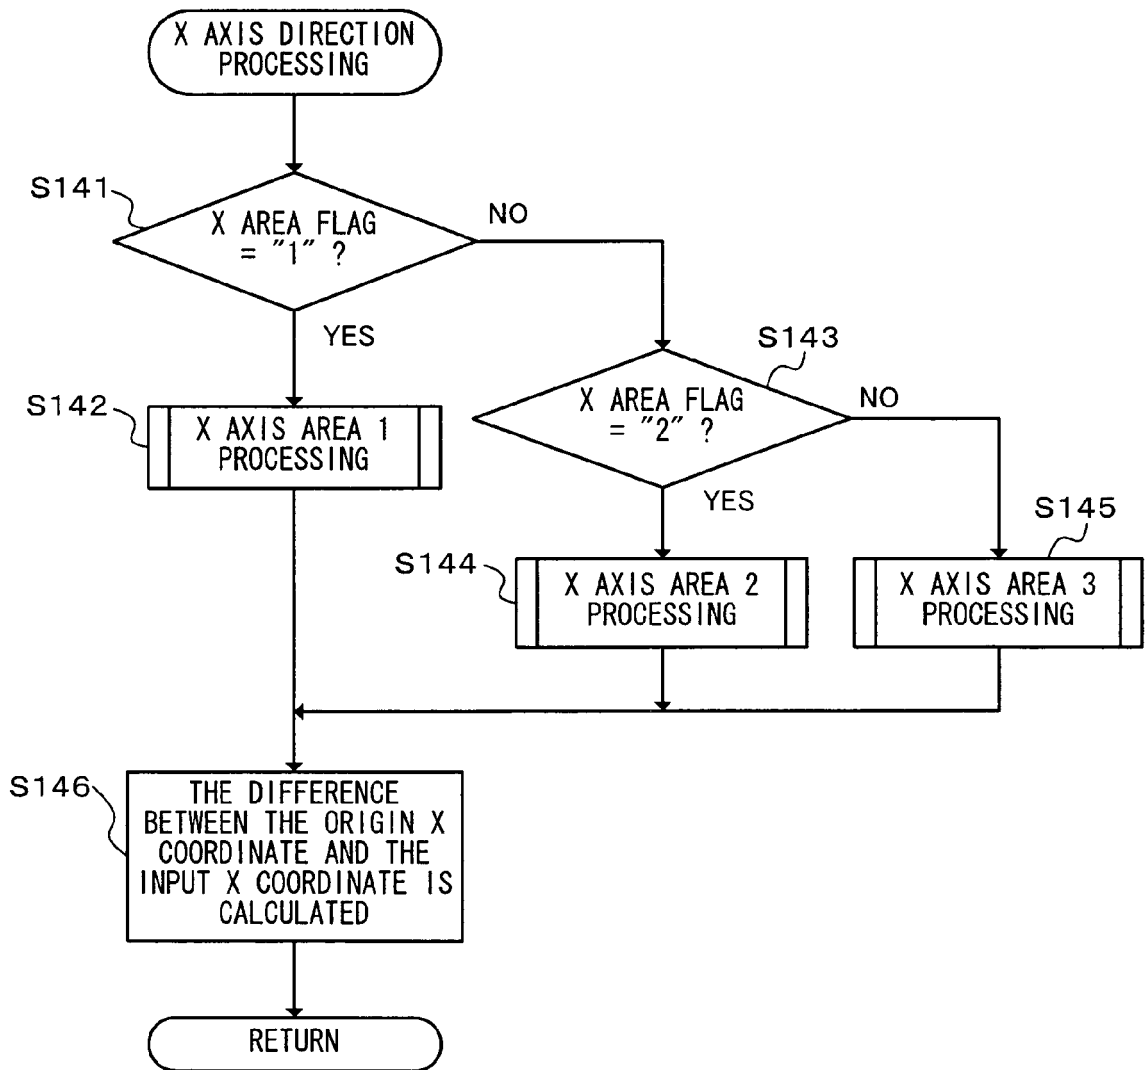 X AXIS DIRECTION
PROCESSING
S141
X AREA FLAG
= "1" ?
NO
YES
S143
X AREA FLAG
= "2" ?
NO
S142
X AXIS AREA 1
PROCESSING
YES
S145
S144
X AXIS AREA 2
PROCESSING
X AXIS AREA 3
PROCESSING
S146
THE DIFFERENCE
BETWEEN THE ORIGIN X
COORDINATE AND THE
INPUT X COORDINATE IS
CALCULATED
RETURN